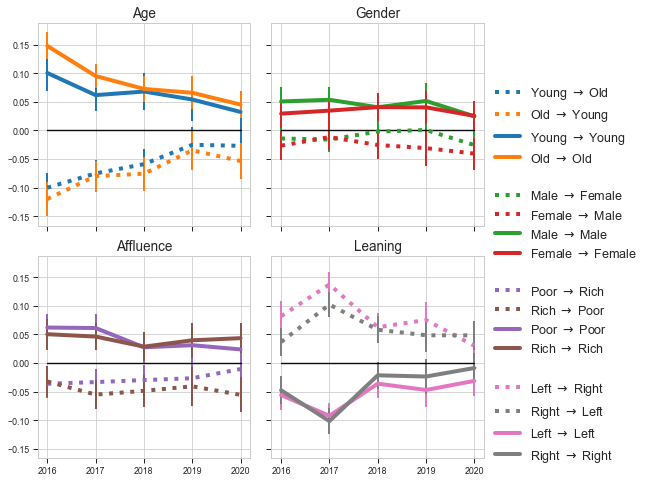 Age
Gender
0.15
0.10
0.05
0.00
−0.05
−0.10
−0.15
Young → Old
Old → Young
Young → Young
Old → Old
Male → Female
Female → Male
Male → Male
Female → Female
Affluence
Leaning
0.15
0.10
0.05
0.00
−0.05
−0.10
−0.15
2016 2017 2018 2019 2020
2016 2017 2018 2019 2020
Poor → Rich
Rich → Poor
Poor → Poor
Rich → Rich
Left → Right
Right → Left
Left → Left
Right → Right